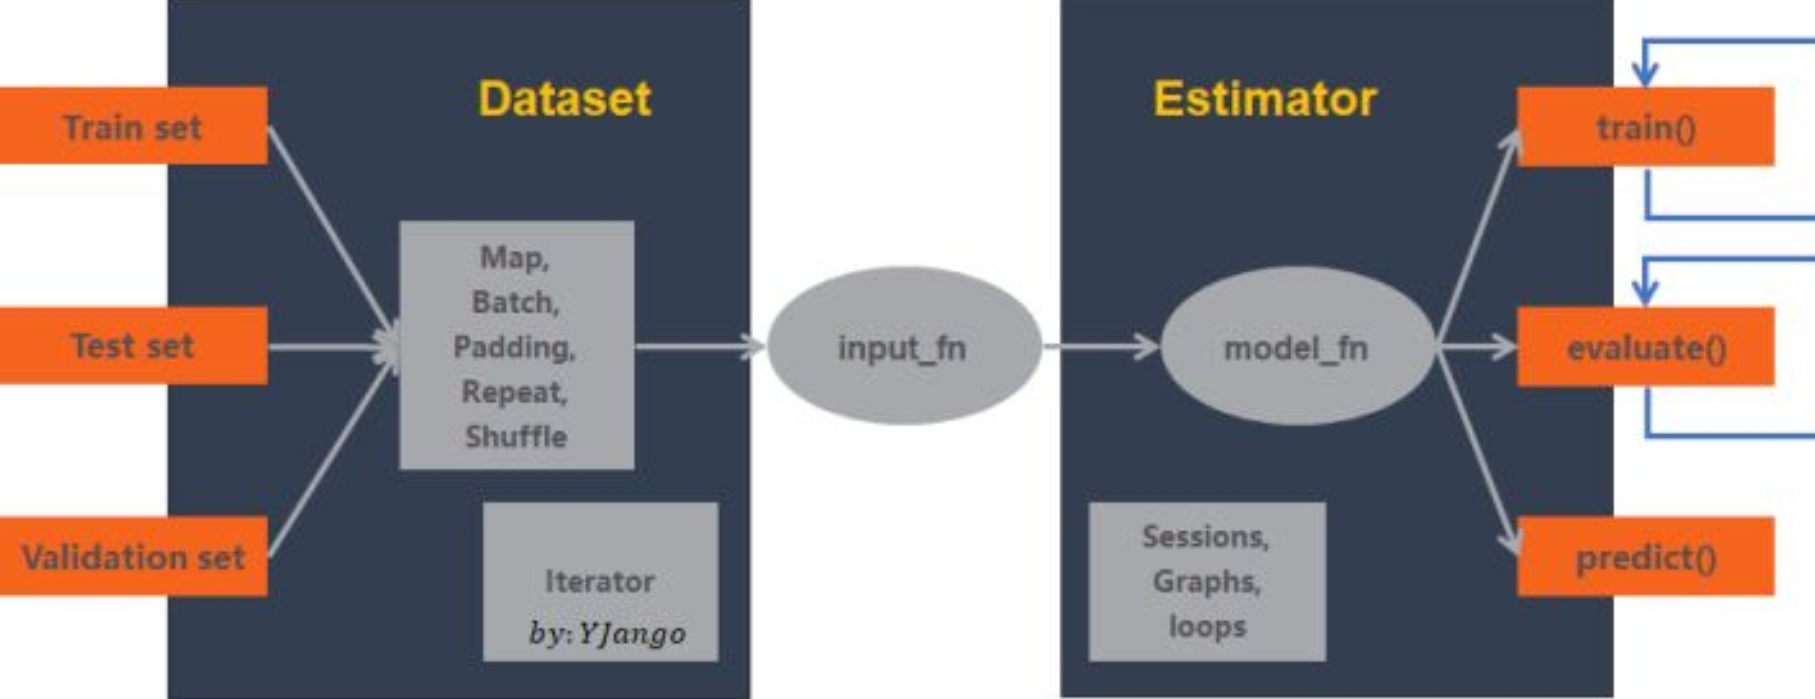 Dataset
Estimator
Train set
Test set
Validation set
Map,
Batch,
Padding,
Repeat,
Shuffle
Iterator
by: YJango
input_fn
model_fn
Sessions,
Graphs,
loops
train()
evaluate()
predict()